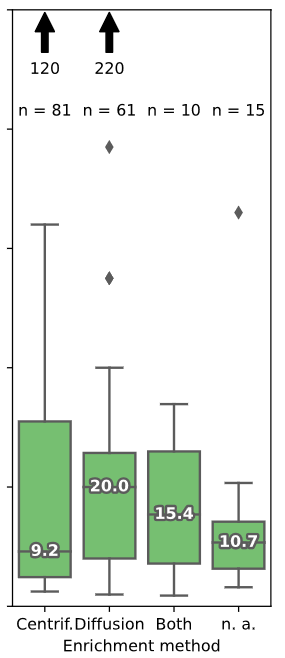 120 220
n = 81 n = 61 n = 10 n = 15
20.0
15.4
10.7
9.2
Centrif. Diffusion Both n. a.
Enrichment method